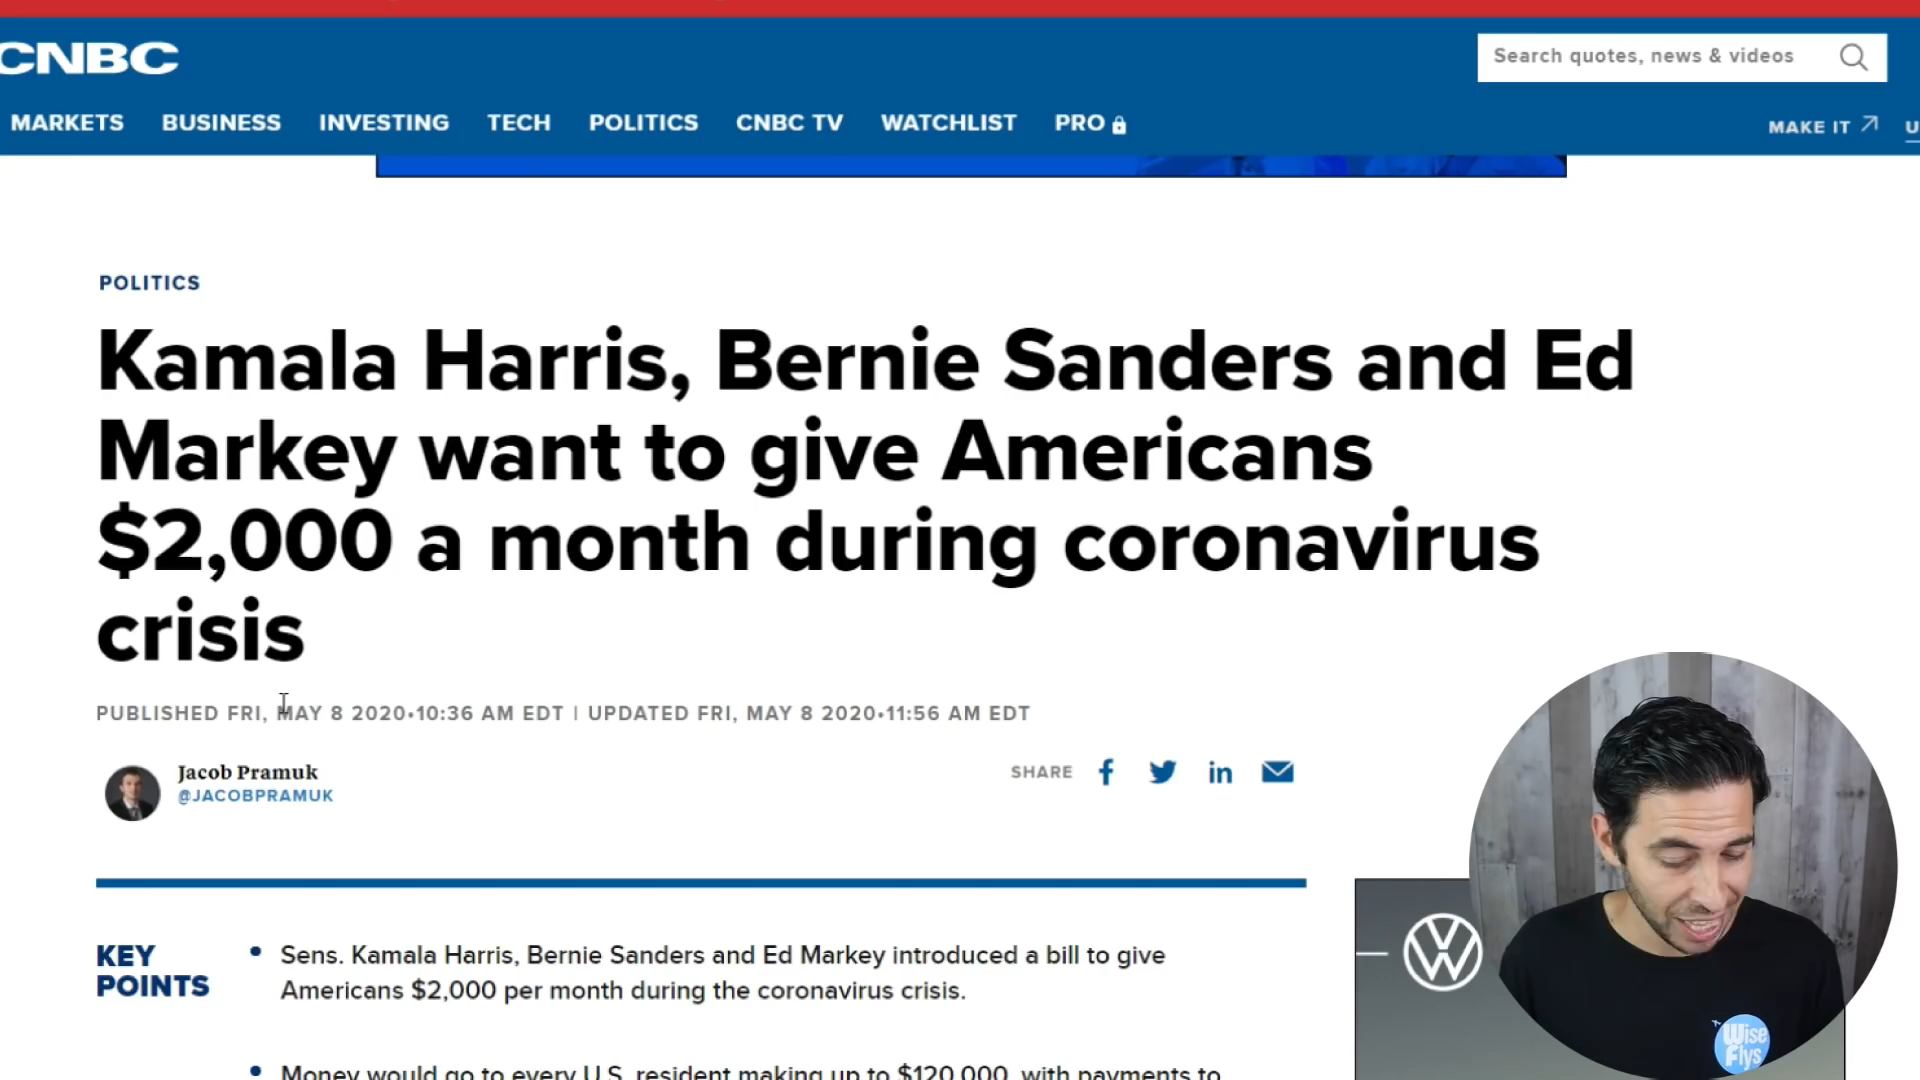 CNBC
Search quotes, news & videos
MARKETS BUSINESS INVESTING TECH POLITICS CNBC TV WATCHLIST PRO
MAKE IT
U
POLITICS
Kamala Harris, Bernie Sanders and Ed
Markey want to give Americans
$2,000 a month during coronavirus
crisis
PUBLISHED FRI, MAY 8 2020•10:36 AM EDT | UPDATED FRI, MAY 8 2020•11:56 AM EDT
Jacob Pramuk
@JACOBPRAMUK
SHARE
KEY
POINTS
• Sens. Kamala Harris, Bernie Sanders and Ed Markey introduced a bill to give
Americans $2,000 per month during the coronavirus crisis.
• Money would go to every U.S. resident making up to $120,000, with payments to
Wise
Flys